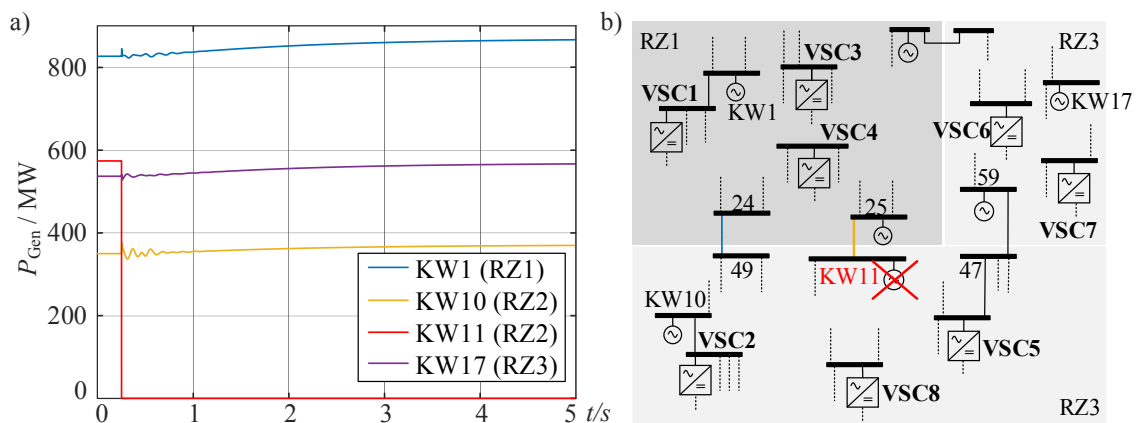 a)
P_Gen / MW
800
600
400
200
0
0
1
2
3
4
5
t/s
KW1 (RZ1)
KW10 (RZ2)
KW11 (RZ2)
KW17 (RZ3)
b)
RZ1
RZ3
VSC3
VSC1
KW1
KW17
VSC4
VSC6
59
VSC7
24
25
49
KW11
47
KW10
VSC2
VSC5
VSC8
RZ3